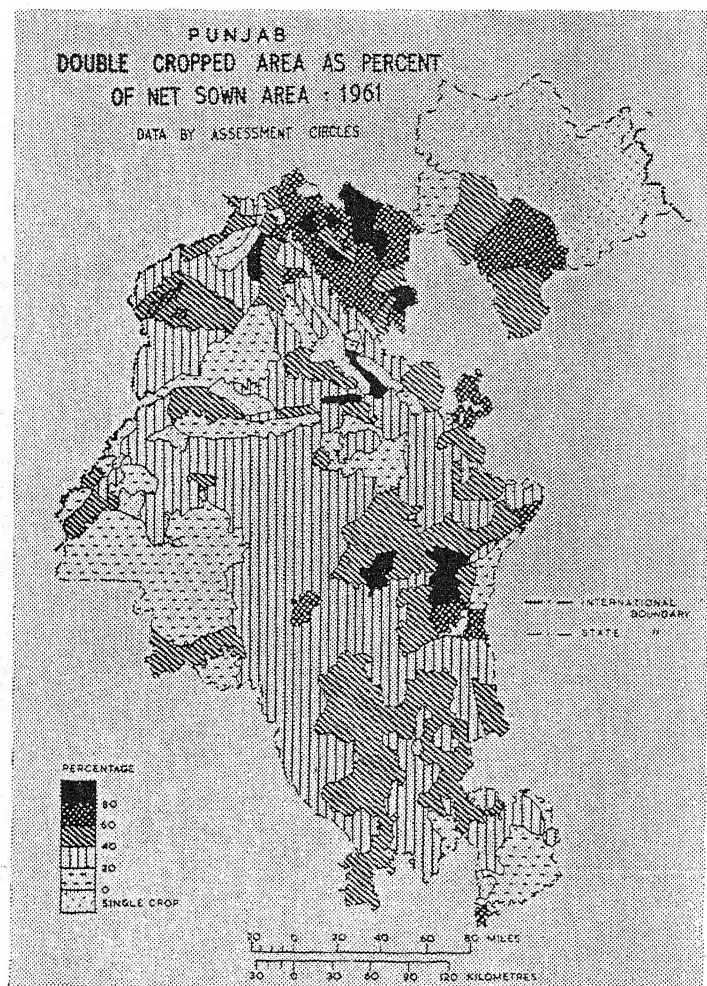 PUNJAB
DOUBLE CROPPED AREA AS PERCENT
OF NET SOWN AREA : 1961
DATA BY ASSESSMENT CIRCLES
INTERNATIONAL
BOUNDARY
STATE "
PERCENTAGE
80
60
40
20
0
SINGLE CROP
20 0 20 40 60 80 MILES
30 0 30 60 90 120 KILOMETRES